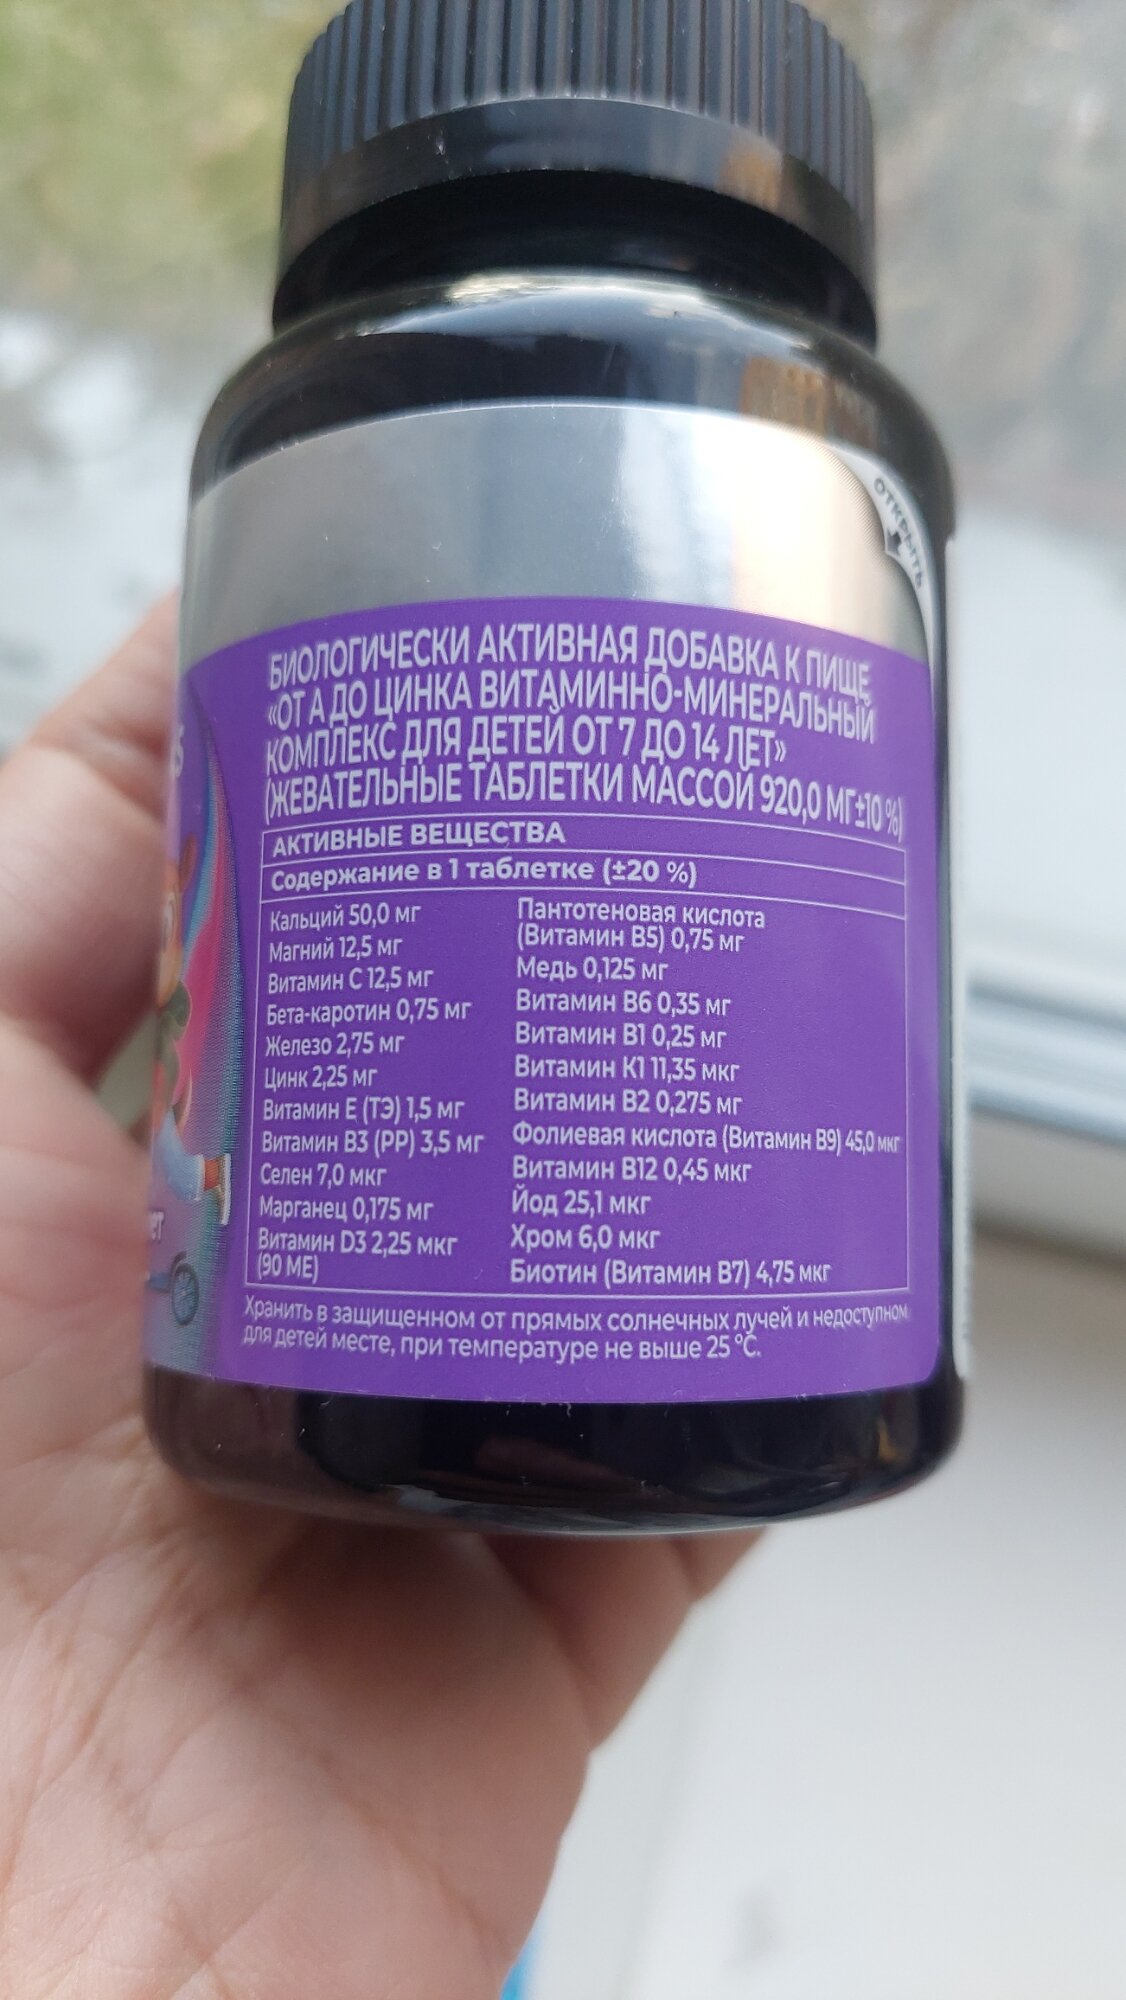 ОТКРЫТЬ
БИОЛОГИЧЕСКИ АКТИВНАЯ ДОБАВКА К ПИЩЕ
«ОТ А ДО ЦИНКА ВИТАМИННО-МИНЕРАЛЬНЫЙ
КОМПЛЕКС ДЛЯ ДЕТЕЙ ОТ 7 ДО 14 ЛЕТ»
(ЖЕВАТЕЛЬНЫЕ ТАБЛЕТКИ МАССОЙ 920,0 МГ±10 %)
АКТИВНЫЕ ВЕЩЕСТВА
Содержание в 1 таблетке (±20 %)
Кальций 50,0 мг
Магний 12,5 мг
Витамин С 12,5 мг
Бета-каротин 0,75 мг
Железо 2,75 мг
Цинк 2,25 мг
Витамин Е (ТЭ) 1,5 мг
Витамин В3 (РР) 3,5 мг
Селен 7,0 мкг
Марганец 0,175 мг
Витамин D3 2,25 мкг
(90 МЕ)
Пантотеновая кислота
(Витамин В5) 0,75 мг
Медь 0,125 мг
Витамин В6 0,35 мг
Витамин В1 0,25 мг
Витамин К1 11,35 мкг
Витамин В2 0,275 мг
Фолиевая кислота (Витамин В9) 45,0 мкг
Витамин В12 0,45 мкг
Йод 25,1 мкг
Хром 6,0 мкг
Биотин (Витамин В7) 4,75 мкг
Хранить в защищенном от прямых солнечных лучей и недоступном
для детей месте, при температуре не выше 25 °С.